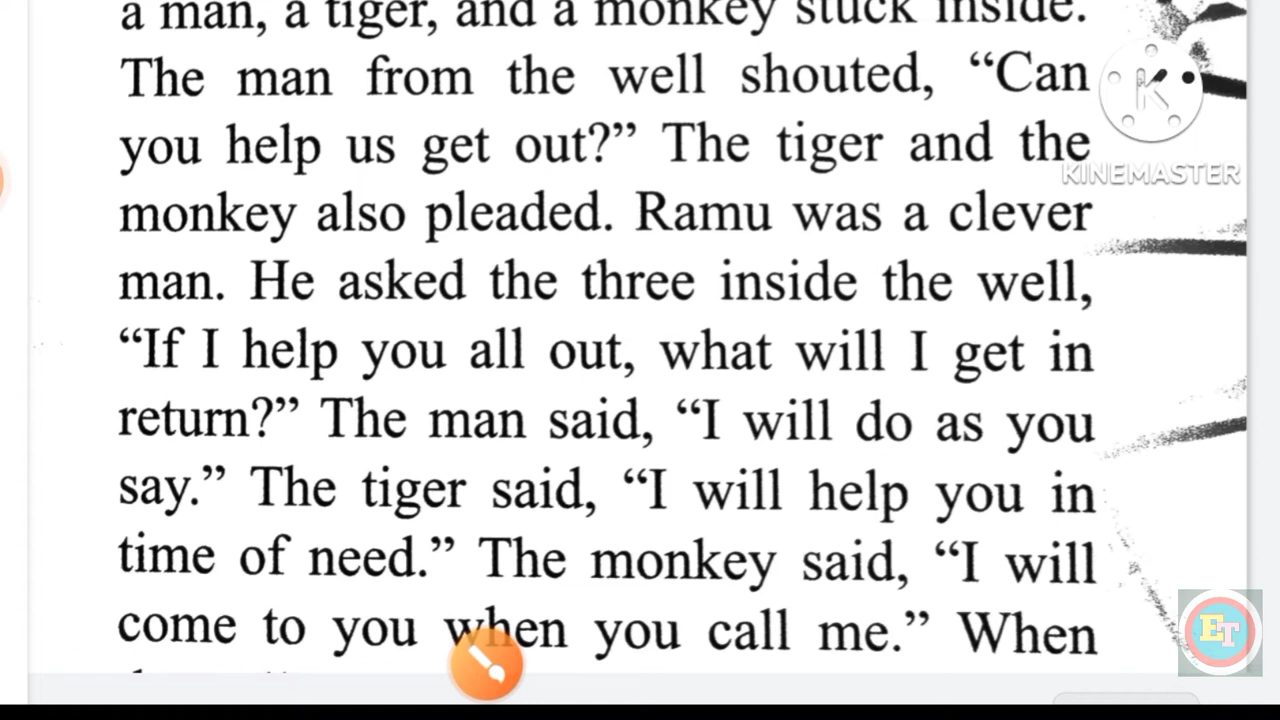 a man, a tiger, and a monkey stuck inside.
The man from the well shouted, “Can
you help us get out?” The tiger and the
monkey also pleaded. Ramu was a clever
man. He asked the three inside the well,
“If I help you all out, what will I get in
return?” The man said, “I will do as you
say.” The tiger said, “I will help you in
time of need.” The monkey said, “I will
come to you when you call me.” When
K
KINEMASTER
ET